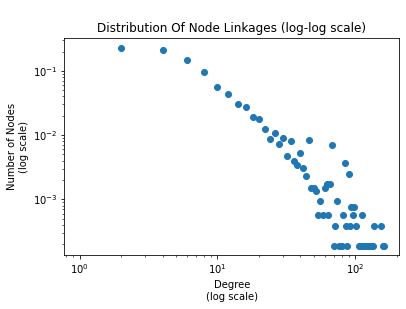 Distribution Of Node Linkages (log-log scale)
Number of Nodes
(log scale)
10⁻¹
10⁻²
10⁻³
10⁰
10¹
10²
Degree
(log scale)